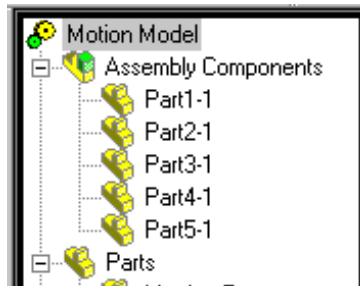 Motion Model
Assembly Components
Part1-1
Part2-1
Part3-1
Part4-1
Part5-1
Parts